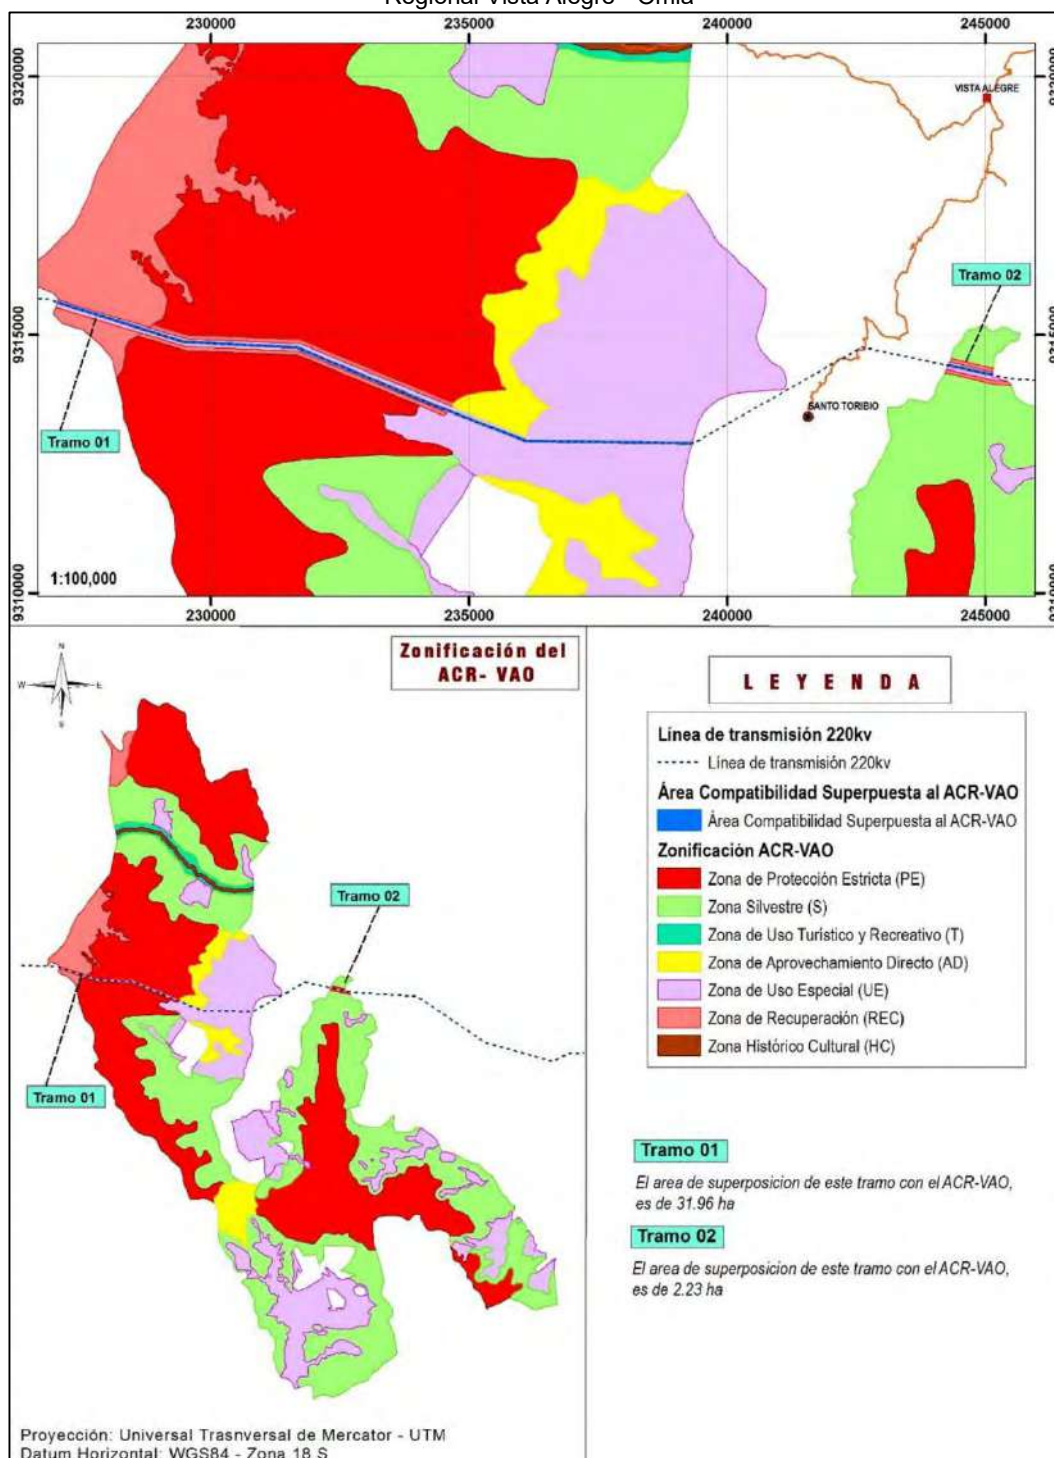 230000 235000 240000 245000
9320000
VISTA ALEGRE
Tramo 02
9315000
SANTO TORIBIO
Tramo 01
1:100,000
9310000
230000 235000 240000 245000
Zonificación del
ACR- VAO
N
W E
S
Tramo 02
Tramo 01
Proyección: Universal Trasnversal de Mercator - UTM
Datum Horizontal: WGS84 - Zona 18 S
LEYENDA
Línea de transmisión 220kv
Línea de transmisión 220kv
Área Compatibilidad Superpuesta al ACR-VAO
Área Compatibilidad Superpuesta al ACR-VAO
Zonificación ACR-VAO
Zona de Protección Estricta (PE)
Zona Silvestre (S)
Zona de Uso Turístico y Recreativo (T)
Zona de Aprovechamiento Directo (AD)
Zona de Uso Especial (UE)
Zona de Recuperación (REC)
Zona Histórico Cultural (HC)
Tramo 01
El area de superposicion de este tramo con el ACR-VAO,
es de 31.96 ha
Tramo 02
El area de superposicion de este tramo con el ACR-VAO,
es de 2.23 ha